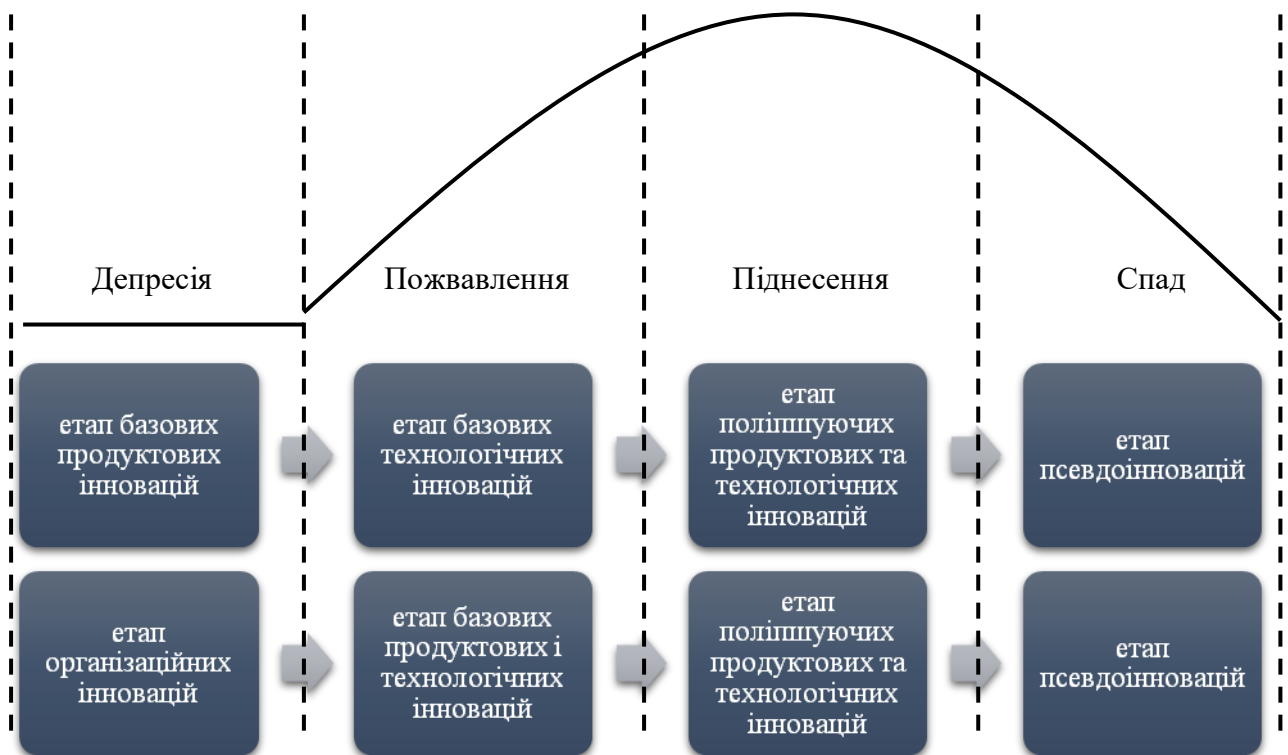 Депресія
Пожвавлення
Піднесення
Спад
етап базових
продуктових
інновацій
етап базових
технологічних
інновацій
етап
поліпшуючих
продуктових та
технологічних
інновацій
етап
псевдоінновацій
етап
організаційних
інновацій
етап базових
продуктових і
технологічних
інновацій
етап
поліпшуючих
продуктових та
технологічних
інновацій
етап
псевдоінновацій